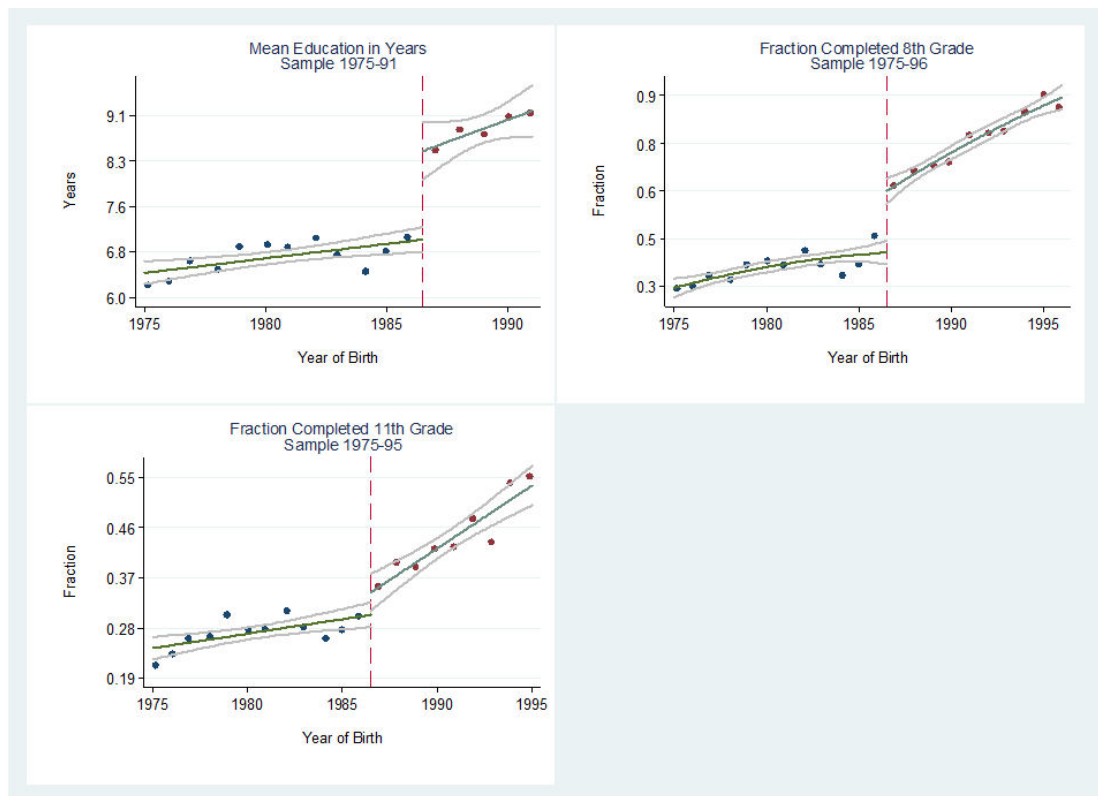 Mean Education in Years
Sample 1975-91
Years
9.1
8.3
7.6
6.8
6.0
1975 1980 1985 1990
Year of Birth
Fraction Completed 8th Grade
Sample 1975-96
Fraction
0.9
0.8
0.6
0.5
0.3
1975 1980 1985 1990 1995
Year of Birth
Fraction Completed 11th Grade
Sample 1975-95
Fraction
0.55
0.46
0.37
0.28
0.19
1975 1980 1985 1990 1995
Year of Birth